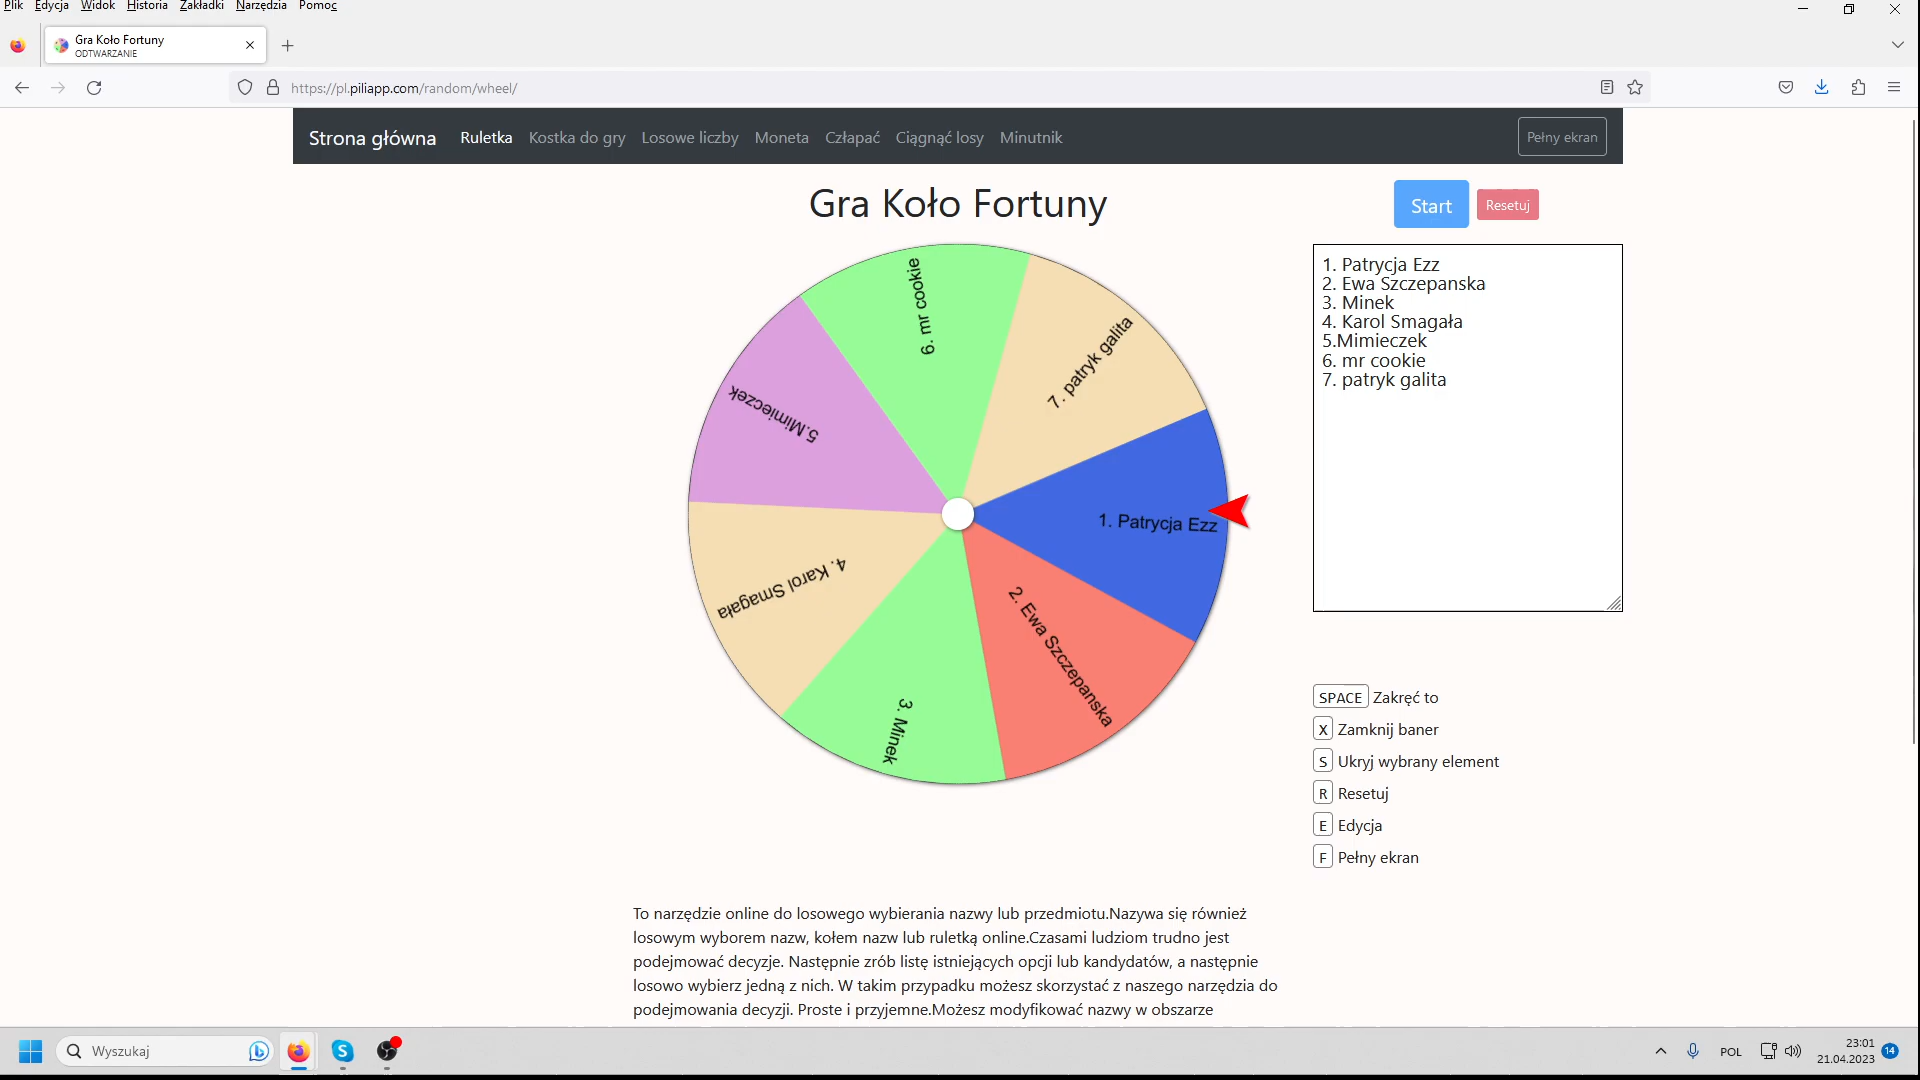 Plik Edycja Widok Historia Zakładki Narzędzia Pomoc
Gra Koło Fortuny
ODTWARZANIE
https://pl.piliapp.com/random/wheel/
Strona główna Ruletka Kostka do gry Losowe liczby Moneta Człapać Ciągnąć losy Minutnik Pełny ekran
Gra Koło Fortuny
Start Resetuj
6. mr cookie
7. patryk galita
5.Mimieczek
1. Patrycja Ezz
4. Karol Smagała
2. Ewa Szczepanska
3. Minek
1. Patrycja Ezz
2. Ewa Szczepanska
3. Minek
4. Karol Smagała
5.Mimieczek
6. mr cookie
7. patryk galita
SPACE Zakręć to
X Zamknij baner
S Ukryj wybrany element
R Resetuj
E Edycja
F Pełny ekran
To narzędzie online do losowego wybierania nazwy lub przedmiotu.Nazywa się również
losowym wyborem nazw, kołem nazw lub ruletką online.Czasami ludziom trudno jest
podejmować decyzje. Następnie zrób listę istniejących opcji lub kandydatów, a następnie
losowo wybierz jedną z nich. W takim przypadku możesz skorzystać z naszego narzędzia do
podejmowania decyzji. Proste i przyjemne.Możesz modyfikować nazwy w obszarze
Wyszukaj
POL
23:01
21.04.2023
14